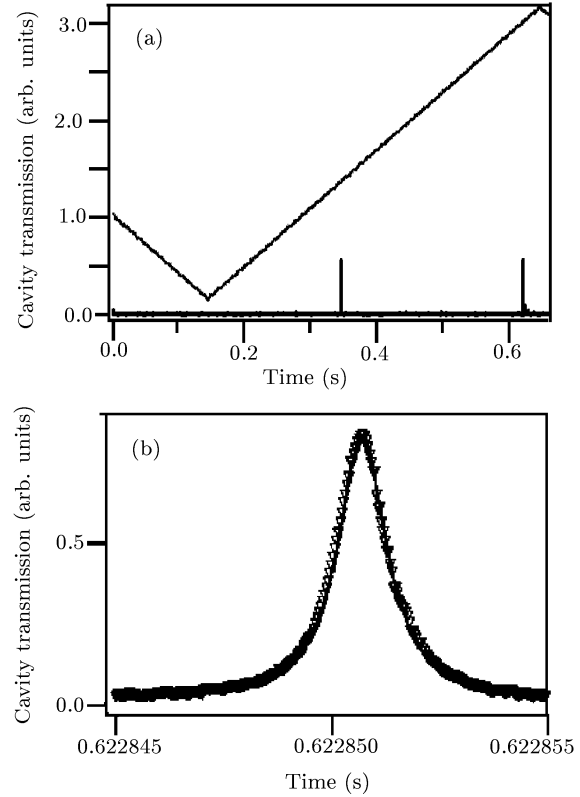 (a)
Cavity transmission (arb. units)
3.0
2.0
1.0
0.0
0.0 0.2 0.4 0.6
Time (s)
(b)
Cavity transmission (arb. units)
0.5
0.0
0.622845 0.622850 0.622855
Time (s)